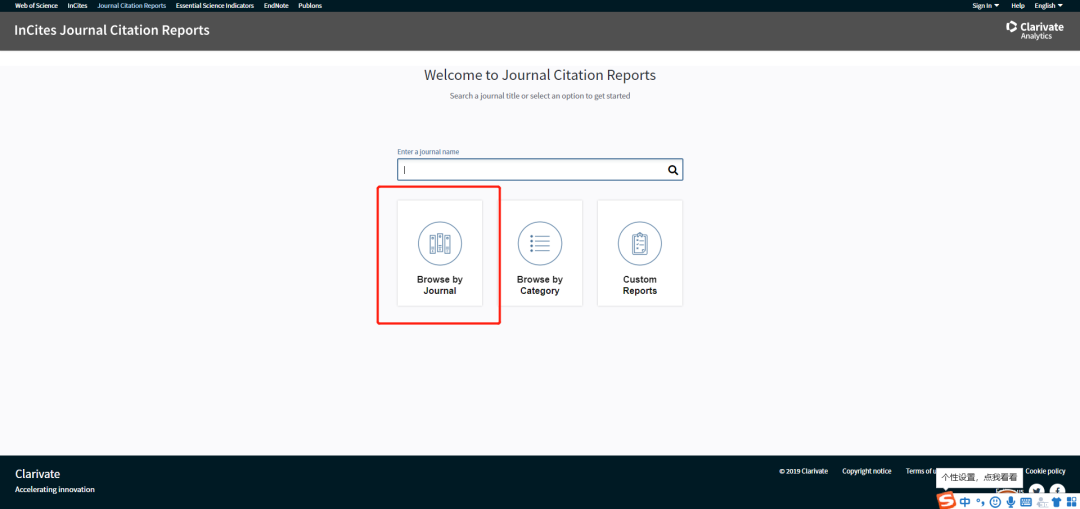 Web of Science InCites Journal Citation Reports Essential Science Indicators EndNote Publons Sign In Help English
InCites Journal Citation Reports
Clarivate
Analytics
Welcome to Journal Citation Reports
Search a journal title or select an option to get started
Enter a journal name
Browse by
Journal
Browse by
Category
Custom
Reports
Clarivate
Accelerating innovation
© 2019 Clarivate Copyright notice Terms of Cookie policy
个性设置，点我看看
中